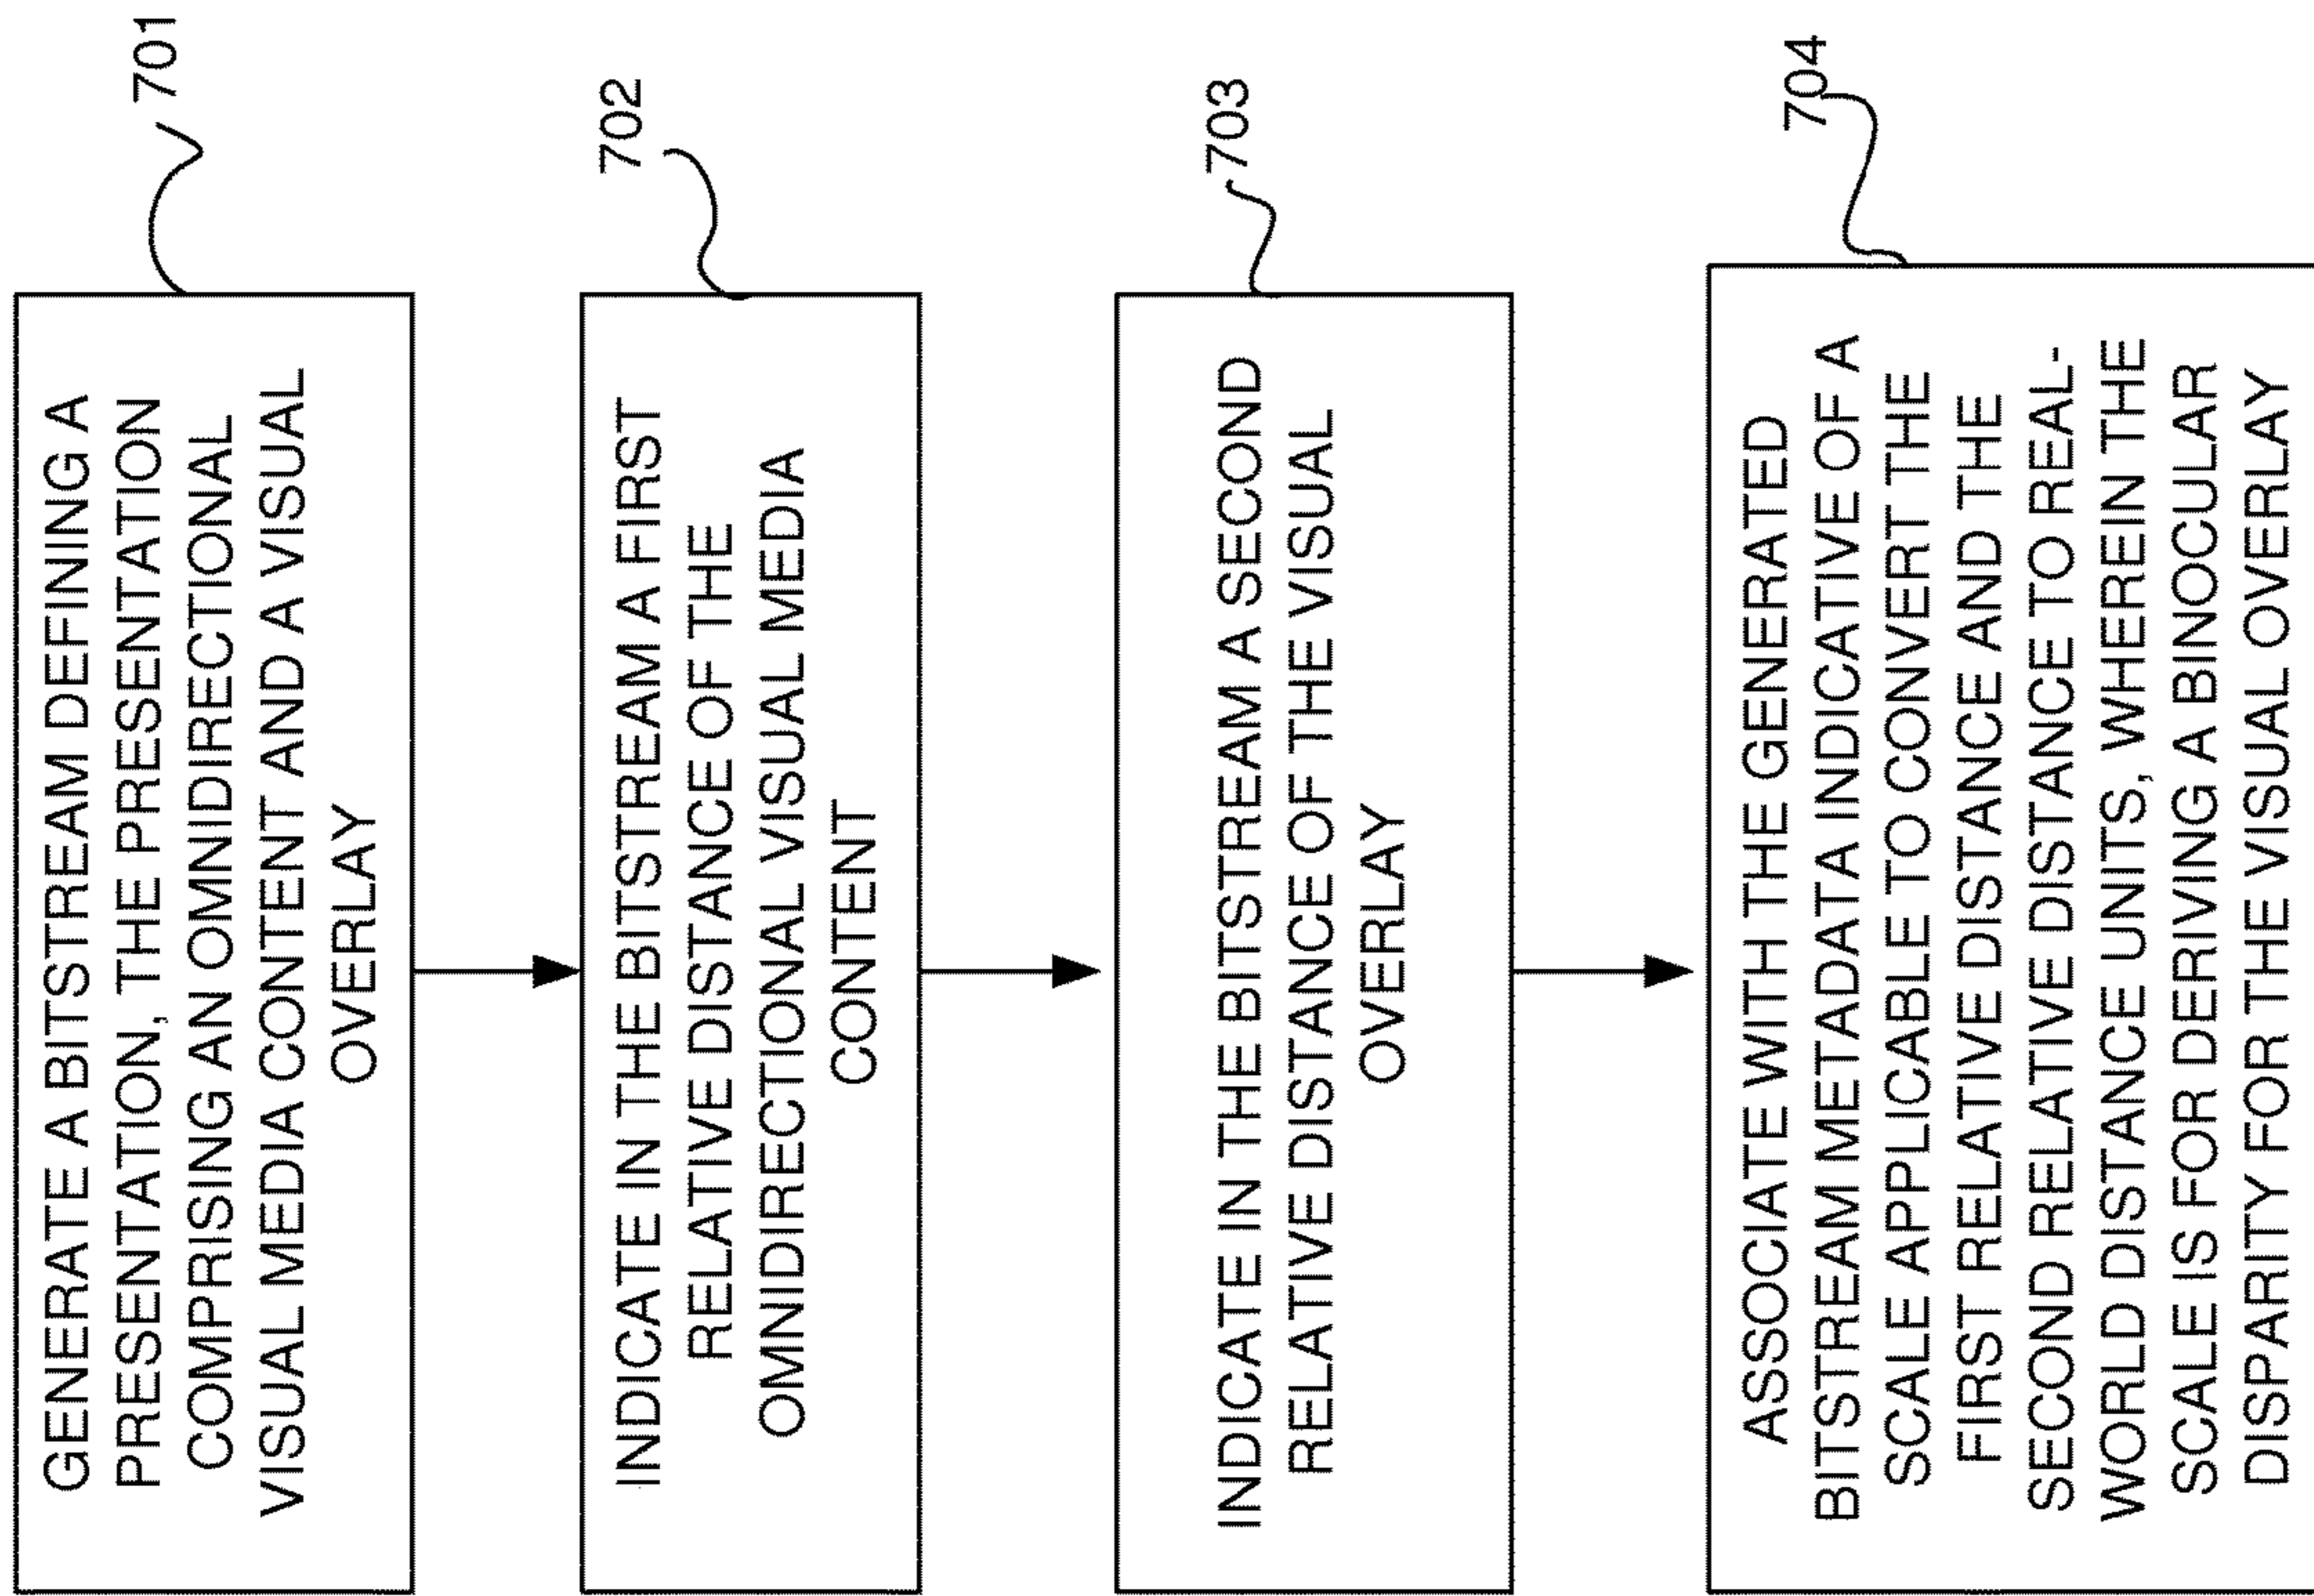 GENERATE A BITSTREAM DEFINING A
PRESENTATION, THE PRESENTATION
COMPRISING AN OMNIDIRECTIONAL
VISUAL MEDIA CONTENT AND A VISUAL
OVERLAY
701
INDICATE IN THE BITSTREAM A FIRST
RELATIVE DISTANCE OF THE
OMNIDIRECTIONAL VISUAL MEDIA
CONTENT
702
INDICATE IN THE BITSTREAM A SECOND
RELATIVE DISTANCE OF THE VISUAL
OVERLAY
703
ASSOCIATE WITH THE GENERATED
BITSTREAM METADATA INDICATIVE OF A
SCALE APPLICABLE TO CONVERT THE
FIRST RELATIVE DISTANCE AND THE
SECOND RELATIVE DISTANCE TO REAL-
WORLD DISTANCE UNITS, WHEREIN THE
SCALE IS FOR DERIVING A BINOCULAR
DISPARITY FOR THE VISUAL OVERLAY
704